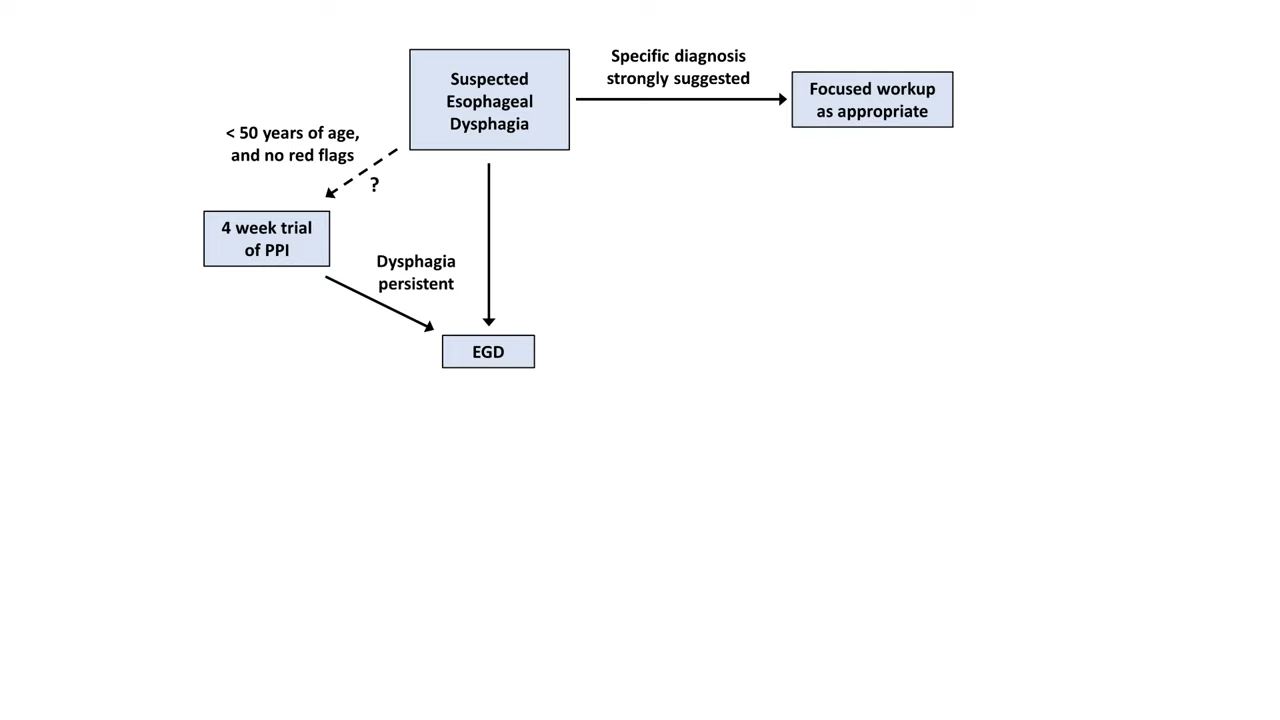 Suspected
Esophageal
Dysphagia
Specific diagnosis
strongly suggested
Focused workup
as appropriate
< 50 years of age,
and no red flags
?
4 week trial
of PPI
Dysphagia
persistent
EGD